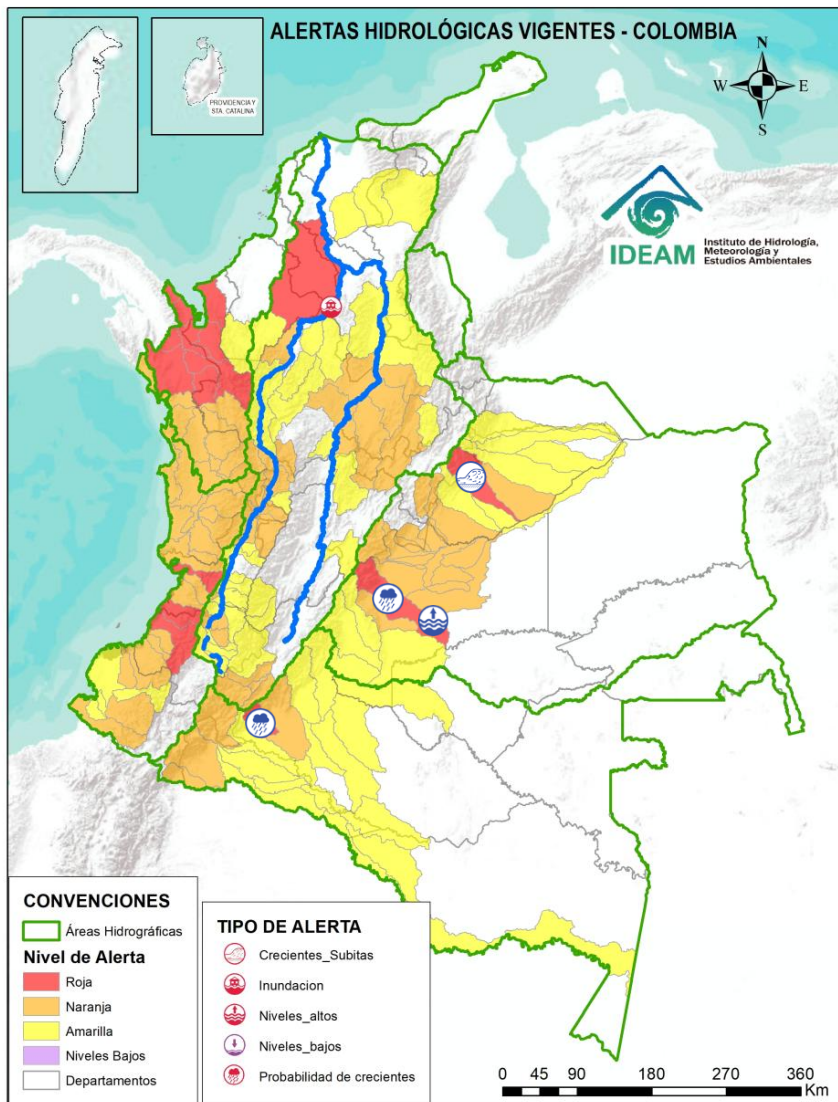 ALERTAS HIDROLÓGICAS VIGENTES - COLOMBIA
PROVIDENCIA Y
STA. CATALINA
N
W
E
S
IDEAM
Instituto de Hidrología,
Meteorología y
Estudios Ambientales
CONVENCIONES
Áreas Hidrográficas
Nivel de Alerta
Roja
Naranja
Amarilla
Niveles Bajos
Departamentos
TIPO DE ALERTA
Crecientes_Subitas
Inundacion
Niveles_altos
Niveles_bajos
Probabilidad de crecientes
0 45 90 180 270 360
Km